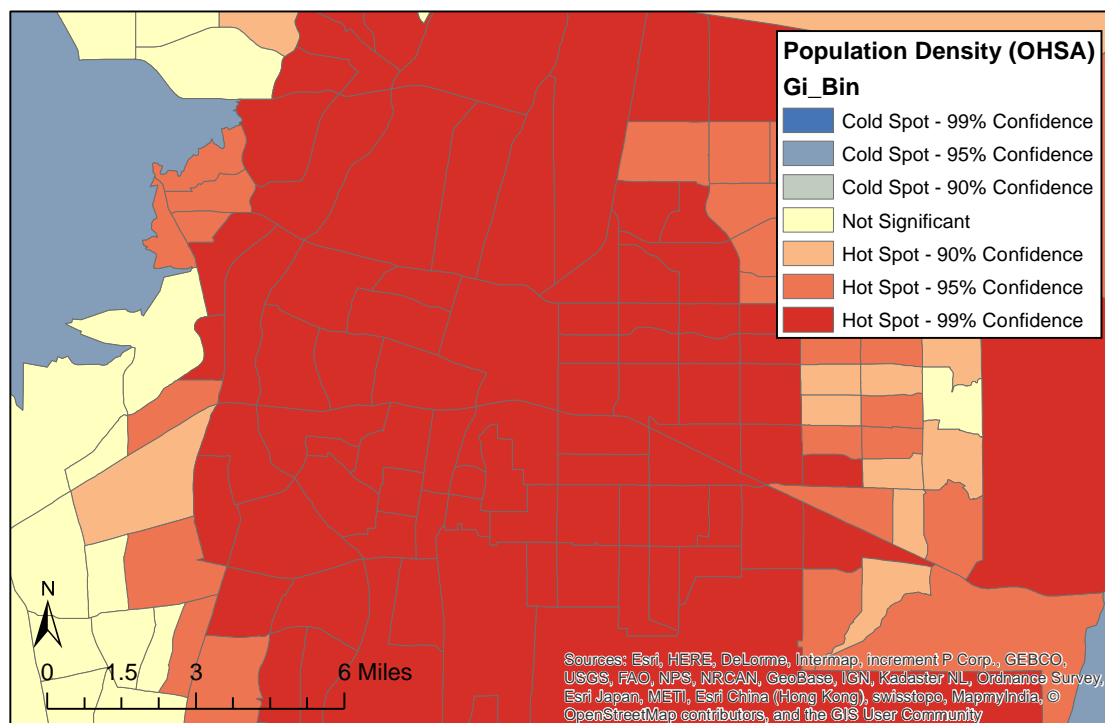 Population Density (OHSA)
Gi_Bin
Cold Spot - 99% Confidence
Cold Spot - 95% Confidence
Cold Spot - 90% Confidence
Not Significant
Hot Spot - 90% Confidence
Hot Spot - 95% Confidence
Hot Spot - 99% Confidence
N
0 1.5 3 6 Miles
Sources: Esri, HERE, DeLorme, Intermap, increment P Corp., GEBCO,
USGS, FAO, NPS, NRCAN, GeoBase, IGN, Kadaster NL, Ordnance Survey,
Esri Japan, METI, Esri China (Hong Kong), swisstopo, MapmyIndia, ©
OpenStreetMap contributors, and the GIS User Community